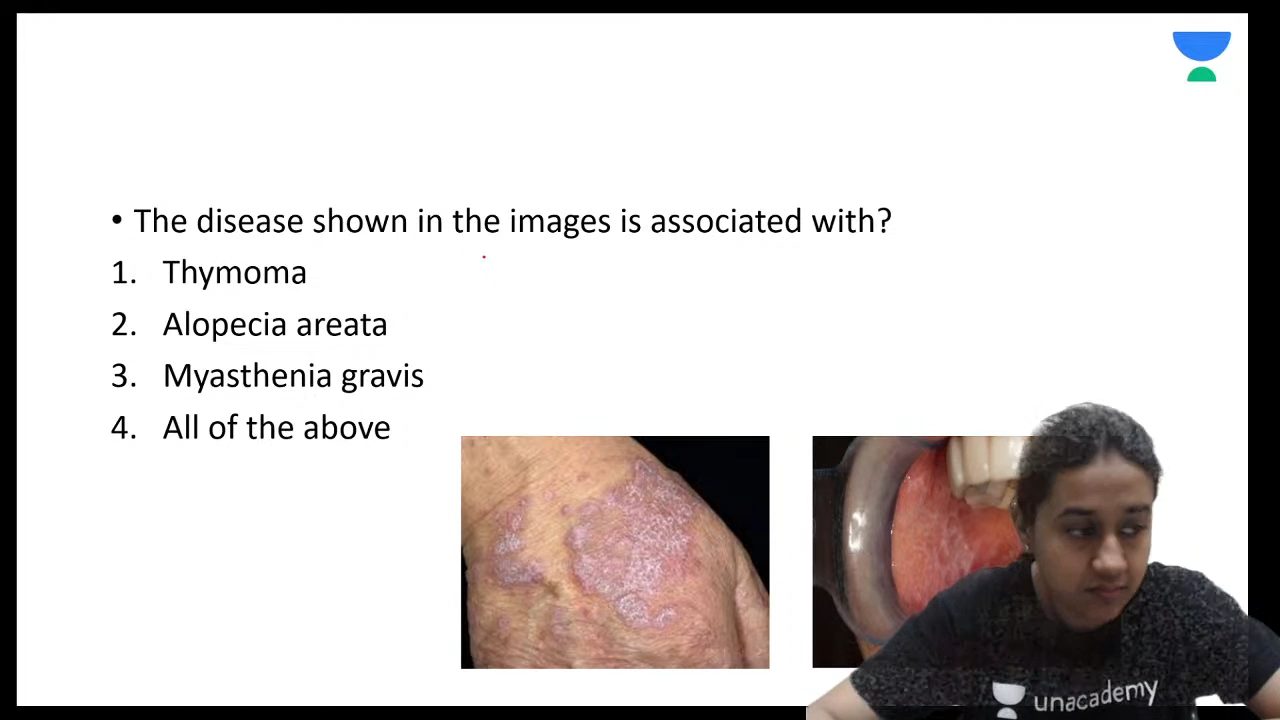 • The disease shown in the images is associated with?
1. Thymoma
2. Alopecia areata
3. Myasthenia gravis
4. All of the above
unacademy